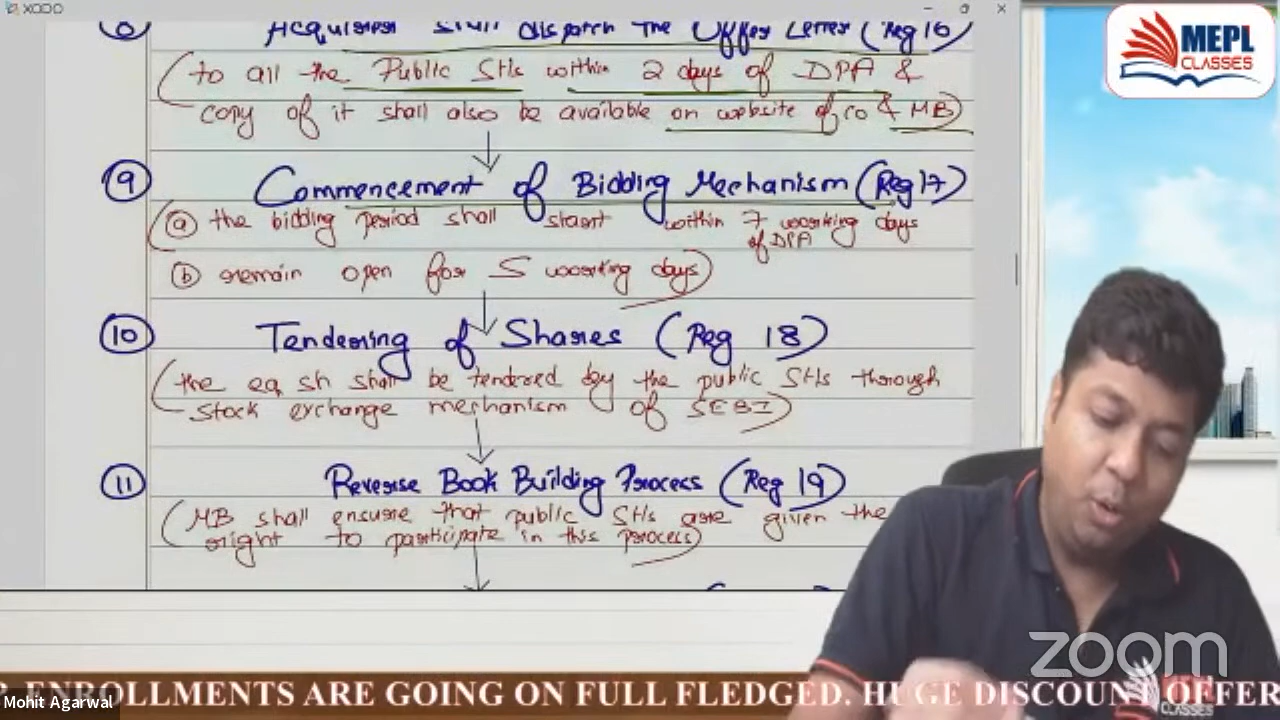 XODO
Acquirer shall dispatch the Offer Letter (Reg 16)
(to all the Public SHs within 2 days of DPA &
copy of it shall also be available on website of co & MB)
9 Commencement of Bidding Mechanism (Reg 17)
(a) the bidding period shall start within 7 working days
of DPA
(b) remain open for 5 working days)
10 Tendering of Shares (Reg 18)
(the eq sh shall be tendered by the public SHs through
stock exchange mechanism of SEBI)
11 Reverse Book Building Process (Reg 19)
(MB shall ensure that public SHs are given the
right to participate in this process)
MEPL
CLASSES
zoom
CLASSES
ENROLLMENTS ARE GOING ON FULL FLEDGED. HUGE DISCOUNT OFFER
Mohit Agarwal